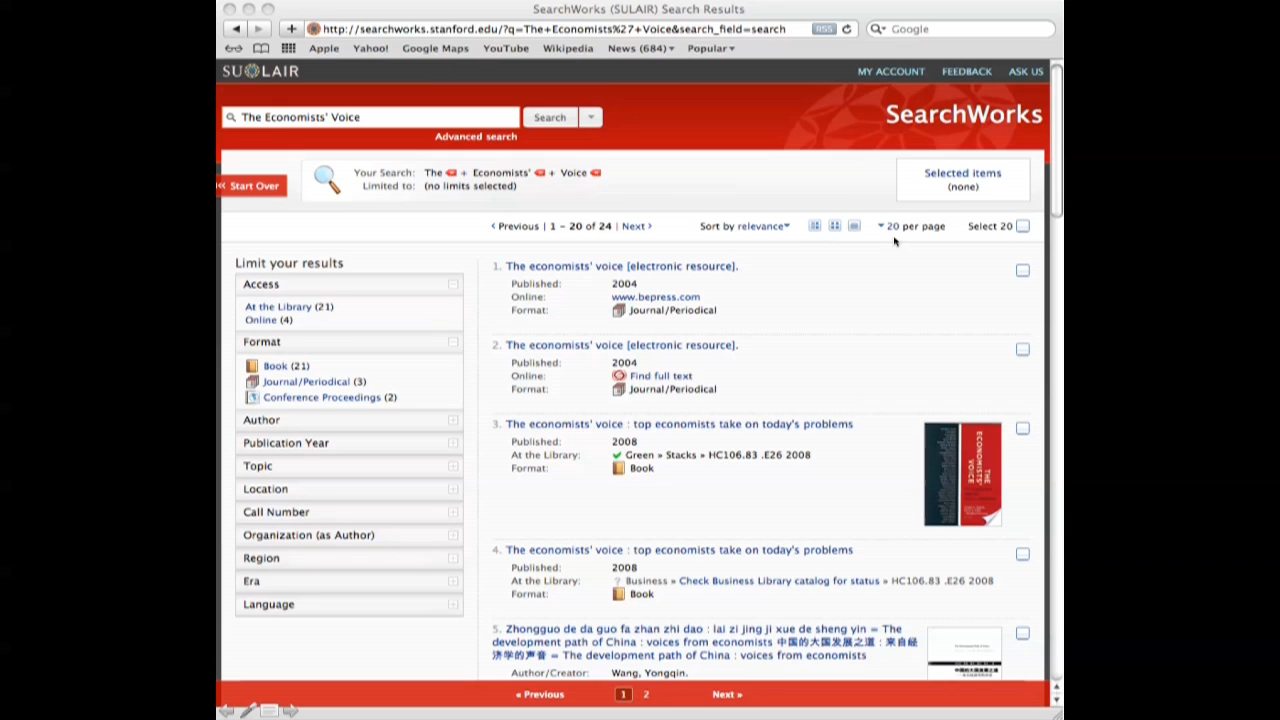 SearchWorks (SULAIR) Search Results
http://searchworks.stanford.edu/?q=The+Economists%27+Voice&search_field=search
RSS
Google
Apple Yahoo! Google Maps YouTube Wikipedia News (684) Popular
SULAIR
MY ACCOUNT FEEDBACK ASK US
The Economists' Voice
Search
SearchWorks
Advanced search
Start Over
Your Search: The + Economists' + Voice
Limited to: (no limits selected)
Selected items
(none)
‹ Previous | 1 – 20 of 24 | Next ›
Sort by relevance
20 per page
Select 20
Limit your results
Access
At the Library (21)
Online (4)
Format
Book (21)
Journal/Periodical (3)
Conference Proceedings (2)
Author
Publication Year
Topic
Location
Call Number
Organization (as Author)
Region
Era
Language
1. The economists' voice [electronic resource].
Published: 2004
Online: www.bepress.com
Format: Journal/Periodical
2. The economists' voice [electronic resource].
Published: 2004
Online: Find full text
Format: Journal/Periodical
3. The economists' voice : top economists take on today's problems
Published: 2008
At the Library: Green » Stacks » HC106.83 .E26 2008
Format: Book
THE
ECONOMISTS'
VOICE
4. The economists' voice : top economists take on today's problems
Published: 2008
At the Library: ? Business » Check Business Library catalog for status » HC106.83 .E26 2008
Format: Book
5. Zhongguo de da guo fa zhan zhi dao : lai zi jing ji xue de sheng yin = The
development path of China : voices from economists 中国的大国发展之道 : 来自经
济学的声音 = The development path of China : voices from economists
Author/Creator: Wang, Yongqin.
中国的大国发展之道
« Previous 1 2 Next »